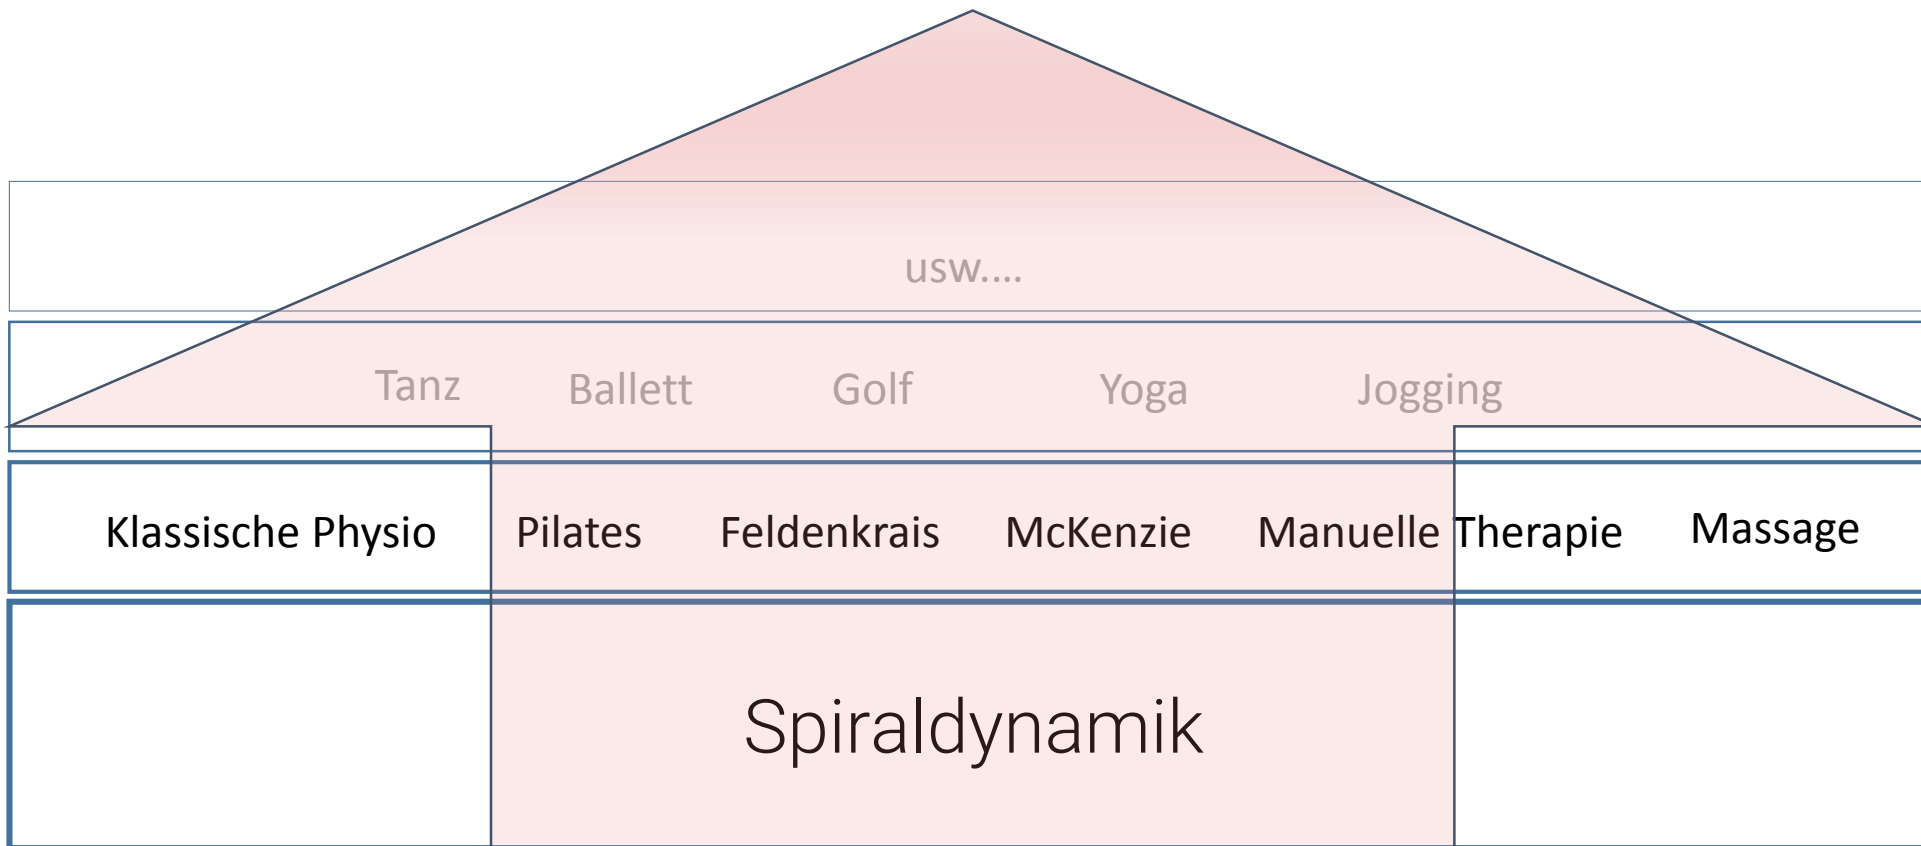 usw....
Tanz Ballett Golf Yoga Jogging
Klassische Physio Pilates Feldenkrais McKenzie Manuelle Therapie Massage
Spiraldynamik